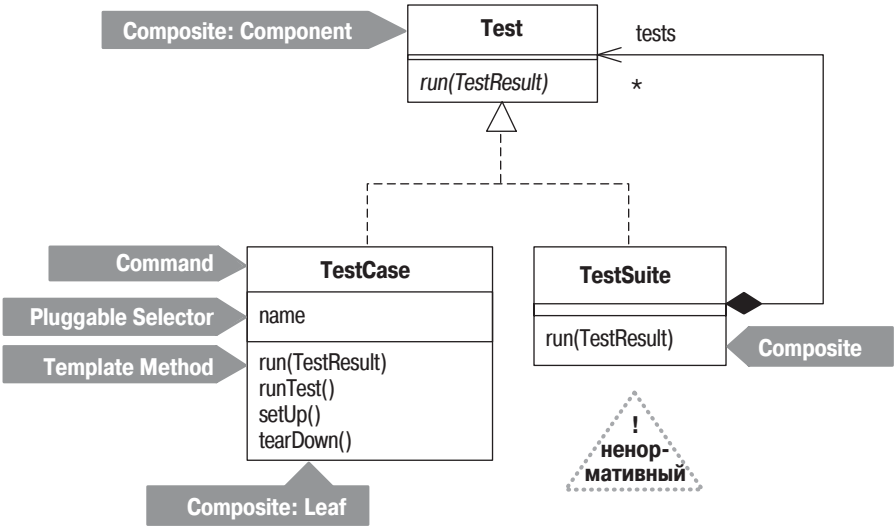 Composite: Component
Test
tests
run(TestResult)
*
Command
TestCase
TestSuite
Pluggable Selector
name
run(TestResult)
Composite
Template Method
run(TestResult)
runTest()
setUp()
tearDown()
!
ненор-
мативный
Composite: Leaf